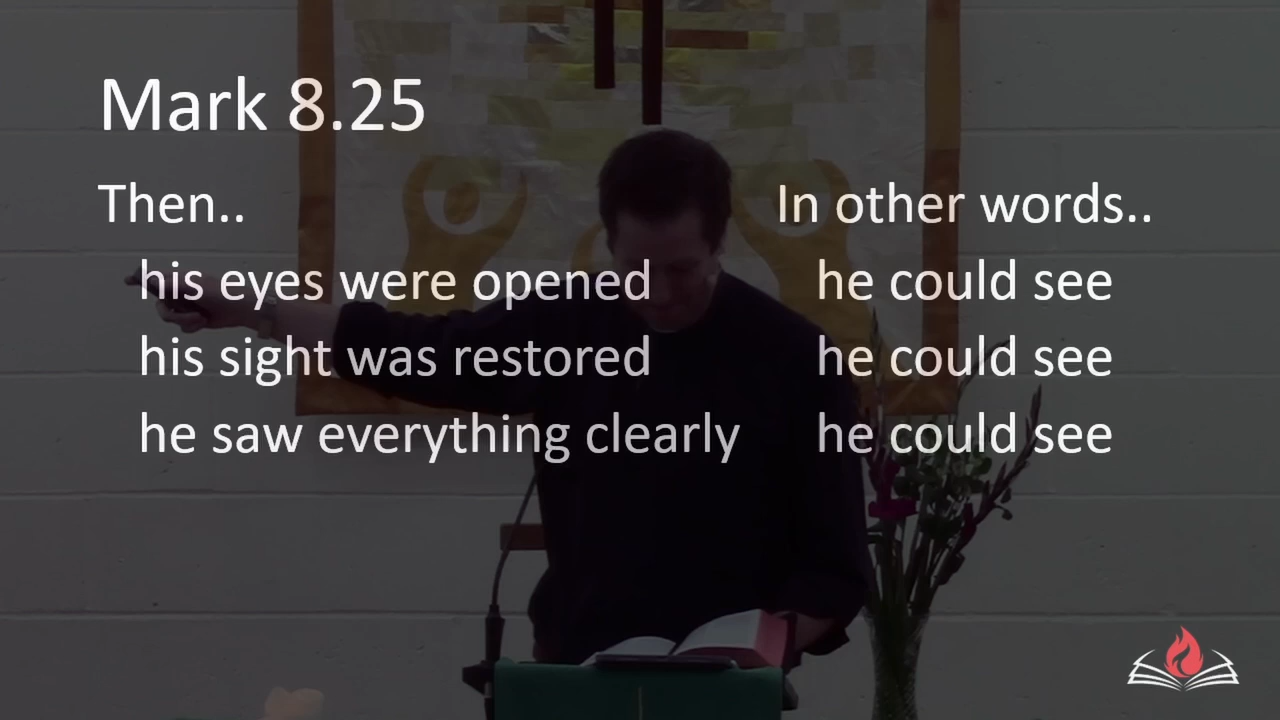 Mark 8.25
Then..
his eyes were opened
his sight was restored
he saw everything clearly
In other words..
he could see
he could see
he could see